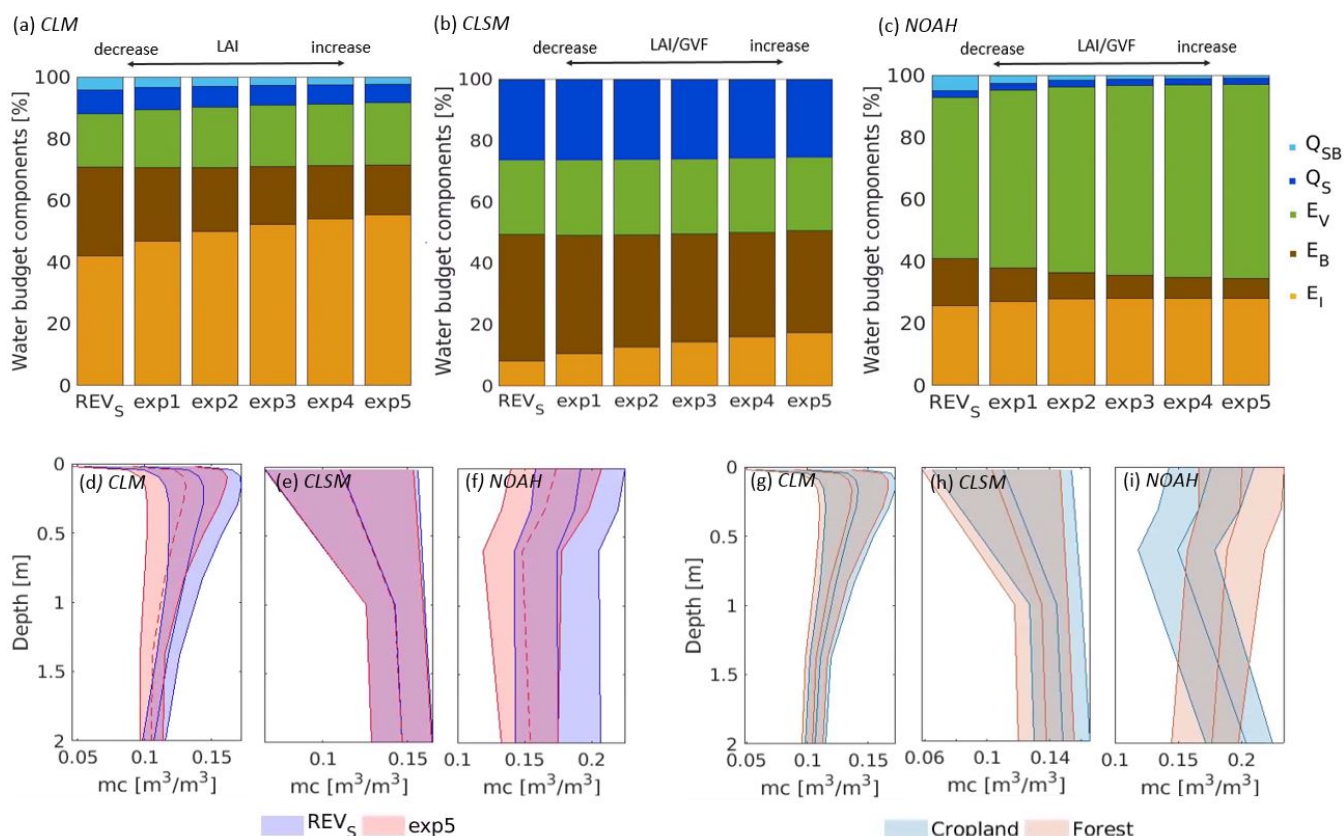 (a) CLM
(b) CLSM
(c) NOAH
decrease LAI increase
decrease LAI/GVF increase
decrease LAI/GVF increase
Water budget components [%]
100
80
60
40
20
0
REVS exp1 exp2 exp3 exp4 exp5
Water budget components [%]
100
80
60
40
20
0
REVS exp1 exp2 exp3 exp4 exp5
Water budget components [%]
100
80
60
40
20
0
REVS exp1 exp2 exp3 exp4 exp5
QSB
QS
EV
EB
EI
Depth [m]
0
0.5
1
1.5
2
(d) CLM
(e) CLSM
(f) NOAH
0.05 0.1 0.15
mc [m3/m3]
0.1
mc [m3/m3]
0.1 0.15 0.2
mc [m3/m3]
REVS exp5
Depth [m]
0
0.5
1
1.5
2
(g) CLM
(h) CLSM
(i) NOAH
0.05 0.1 0.15
mc [m3/m3]
0.06 0.1 0.14
mc [m3/m3]
0.1 0.2
mc [m3/m3]
Cropland Forest